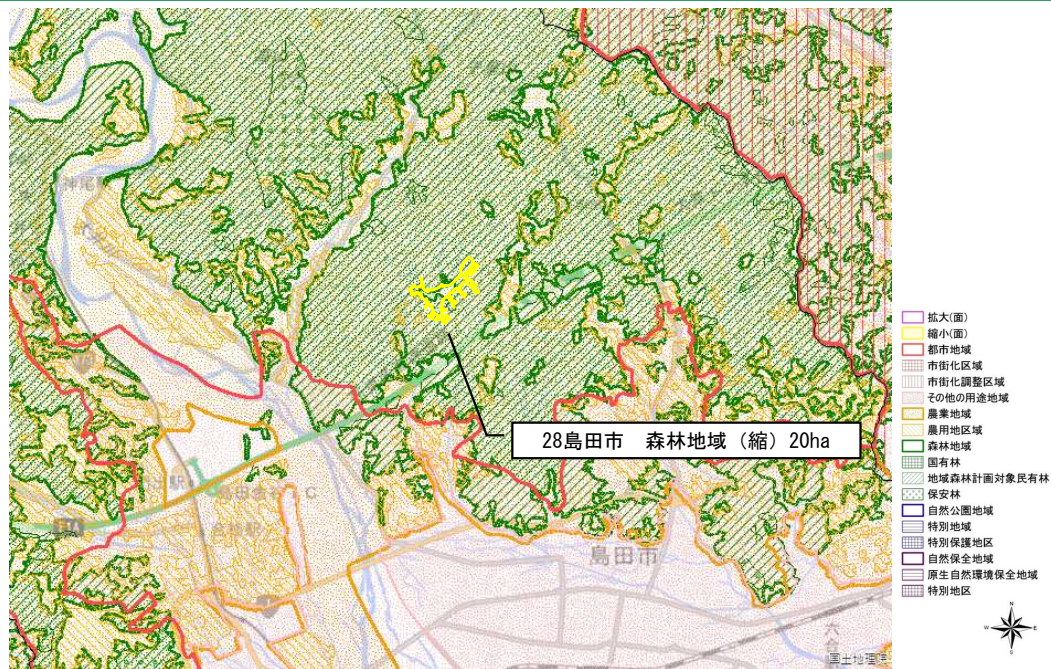 神尾駅
28島田市 森林地域（縮）20ha
島田市
六合
国土地理院
拡大(面)
縮小(面)
都市地域
市街化区域
市街化調整区域
その他の用途地域
農業地域
農用地区域
森林地域
国有林
地域森林計画対象民有林
保安林
自然公園地域
特別地域
特別保護地区
自然保全地域
原生自然環境保全地域
特別地区
N
W
E
S